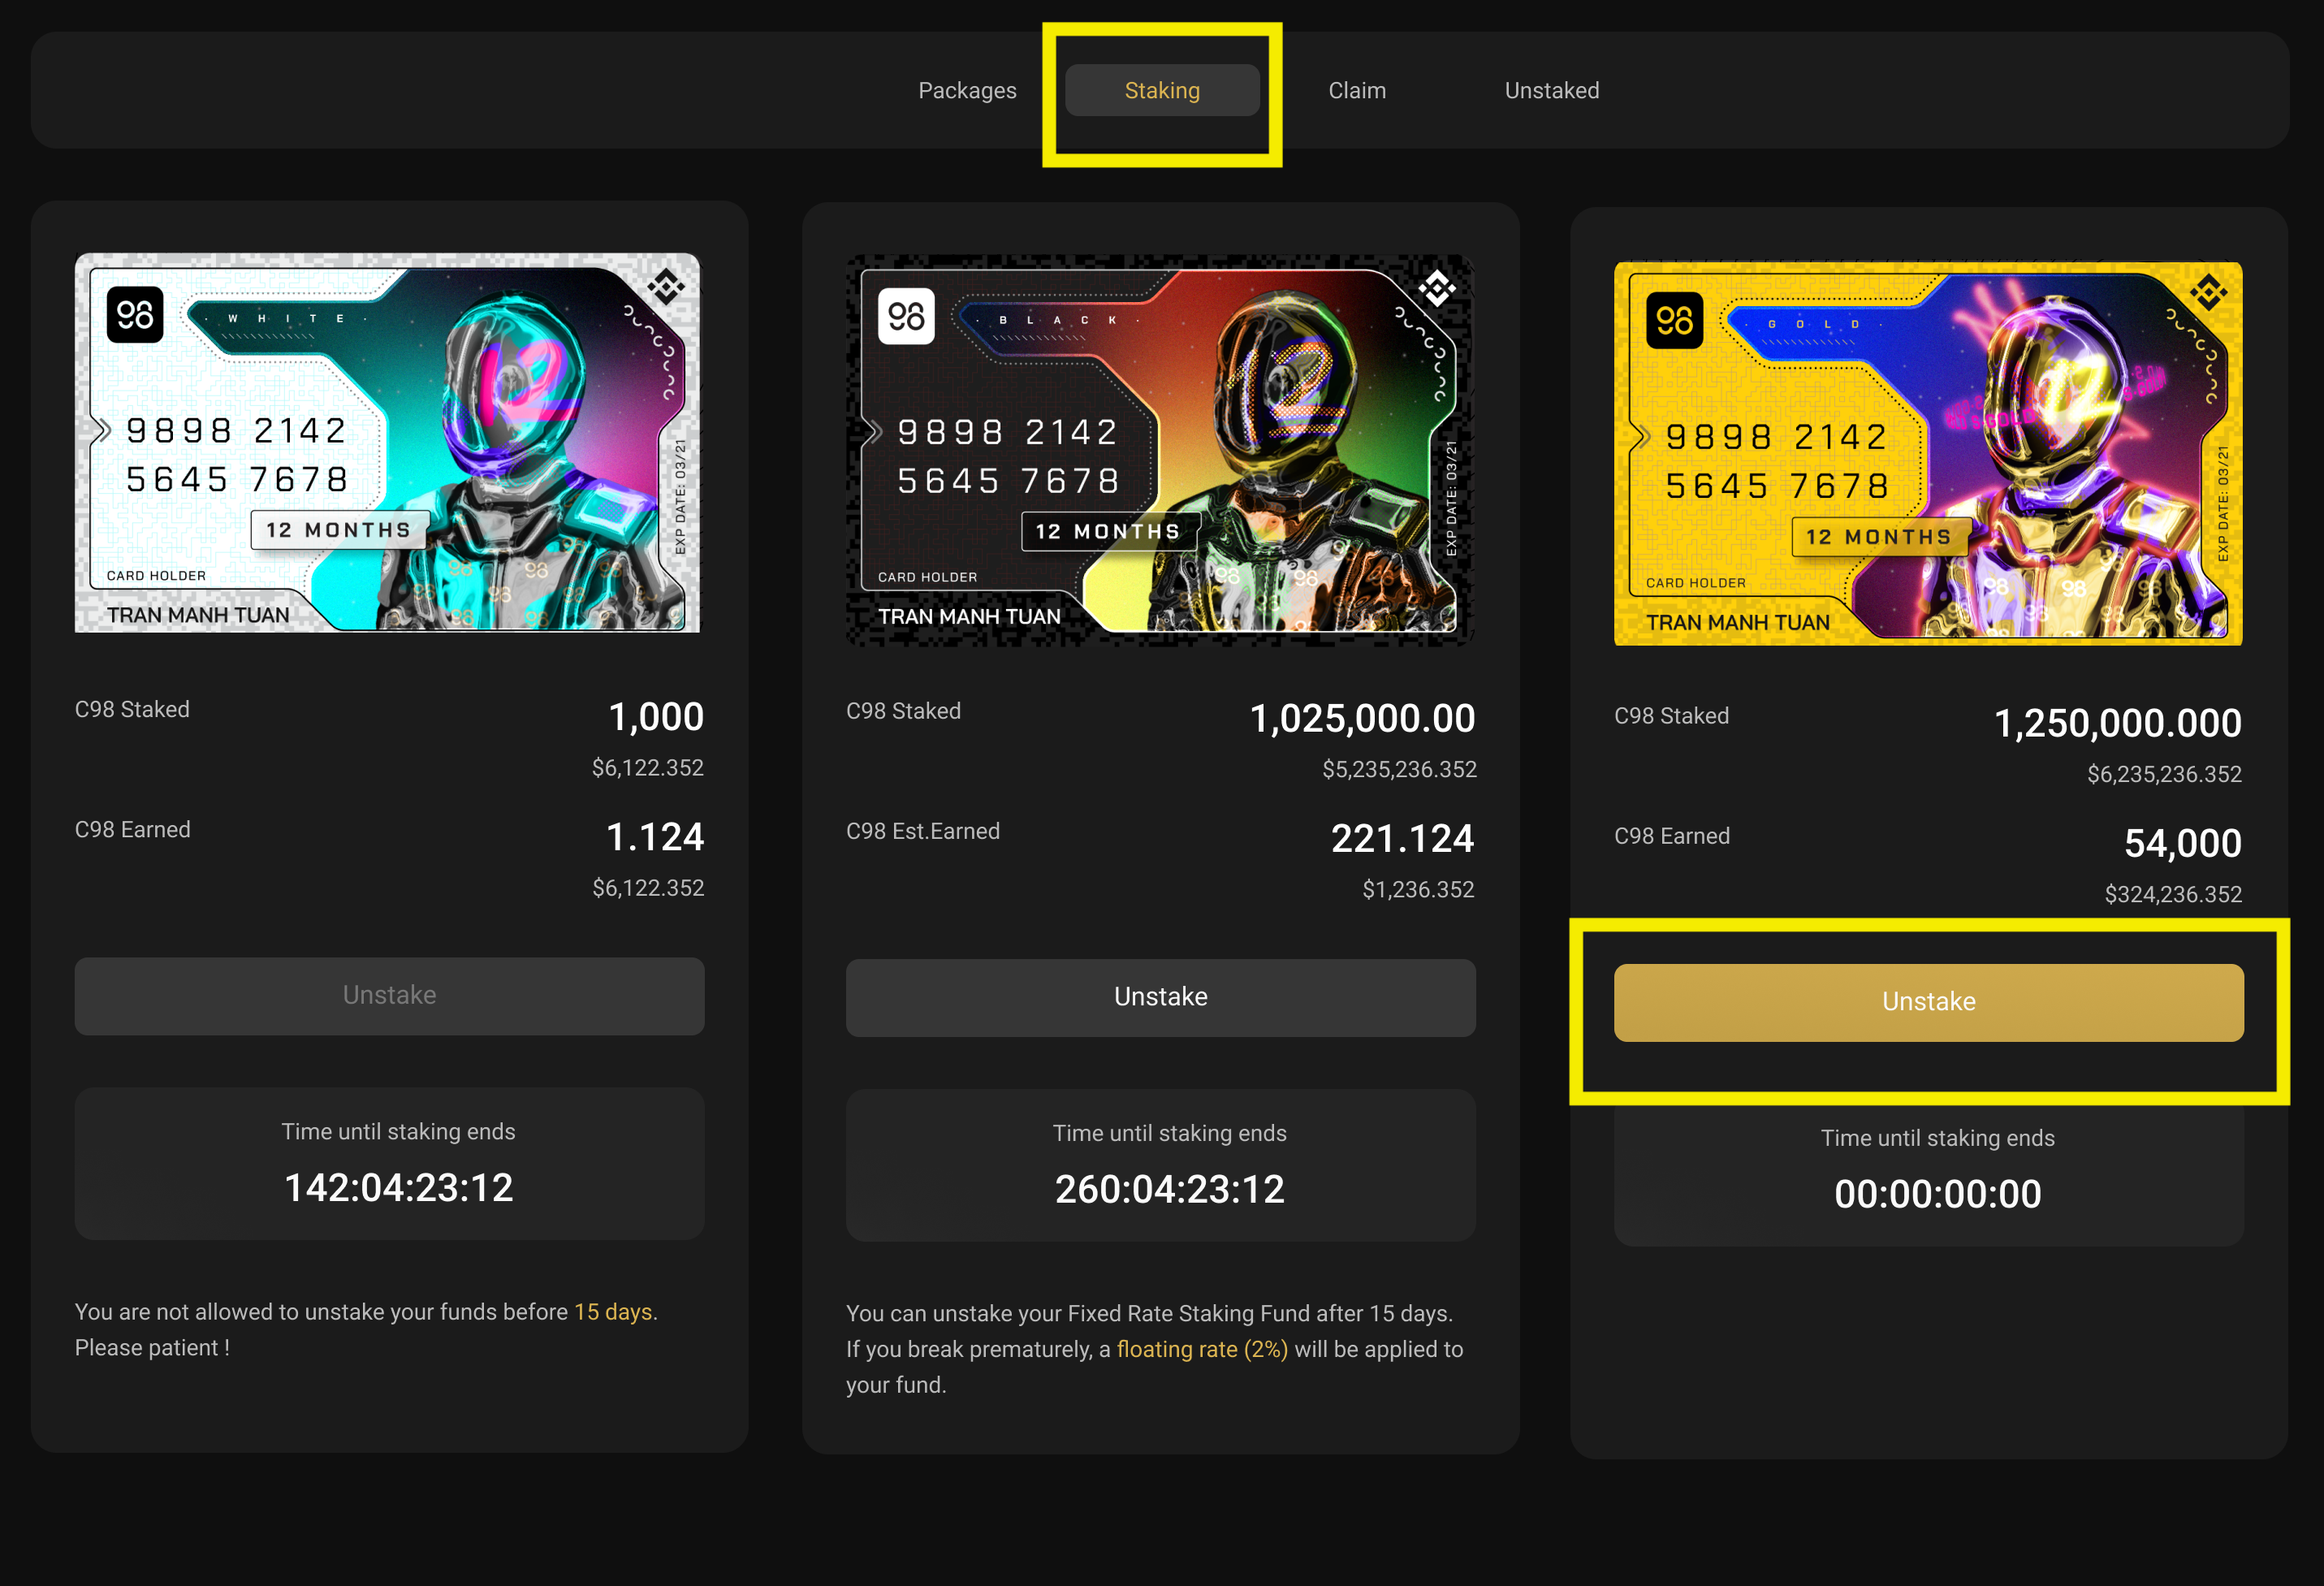 Packages
Staking
Claim
Unstaked
98
WHITE
9898 2142
5645 7678
12 MONTHS
EXP DATE: 03/21
CARD HOLDER
TRAN MANH TUAN
C98 Staked
1,000
$6,122.352
C98 Earned
1.124
$6,122.352
Unstake
Time until staking ends
142:04:23:12
You are not allowed to unstake your funds before 15 days.
Please patient !
98
BLACK
12
9898 2142
5645 7678
12 MONTHS
EXP DATE: 03/21
CARD HOLDER
TRAN MANH TUAN
C98 Staked
1,025,000.00
$5,235,236.352
C98 Est.Earned
221.124
$1,236.352
Unstake
Time until staking ends
260:04:23:12
You can unstake your Fixed Rate Staking Fund after 15 days.
If you break prematurely, a floating rate (2%) will be applied to
your fund.
98
GOLD
12
9898 2142
5645 7678
12 MONTHS
EXP DATE: 03/21
CARD HOLDER
TRAN MANH TUAN
C98 Staked
1,250,000.000
$6,235,236.352
C98 Earned
54,000
$324,236.352
Unstake
Time until staking ends
00:00:00:00